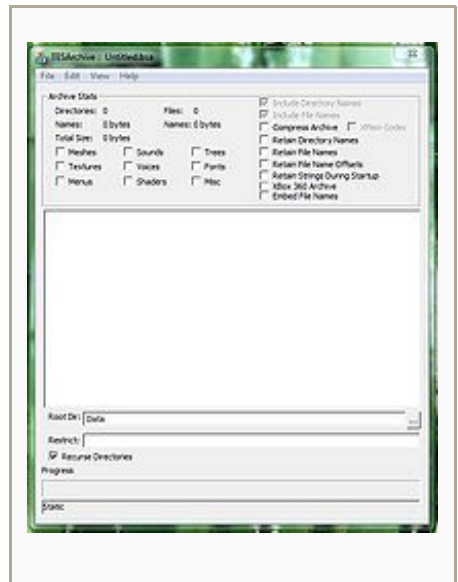 BSArchive : Untitled.bsa
File Edit View Help
Archive Stats
Directories: 0 Files: 0
Names: 0 bytes Names: 0 bytes
Total Size: 0 bytes
Meshes Sounds Trees
Textures Voices Fonts
Menus Shaders Misc
Include Directory Names
Include File Names
Compress Archive XMem Codec
Retain Directory Names
Retain File Names
Retain File Name Offsets
Retain Strings During Startup
XBox 360 Archive
Embed File Names
Root Dir: Data
...
Restrict:
Recurse Directories
Progress
Static